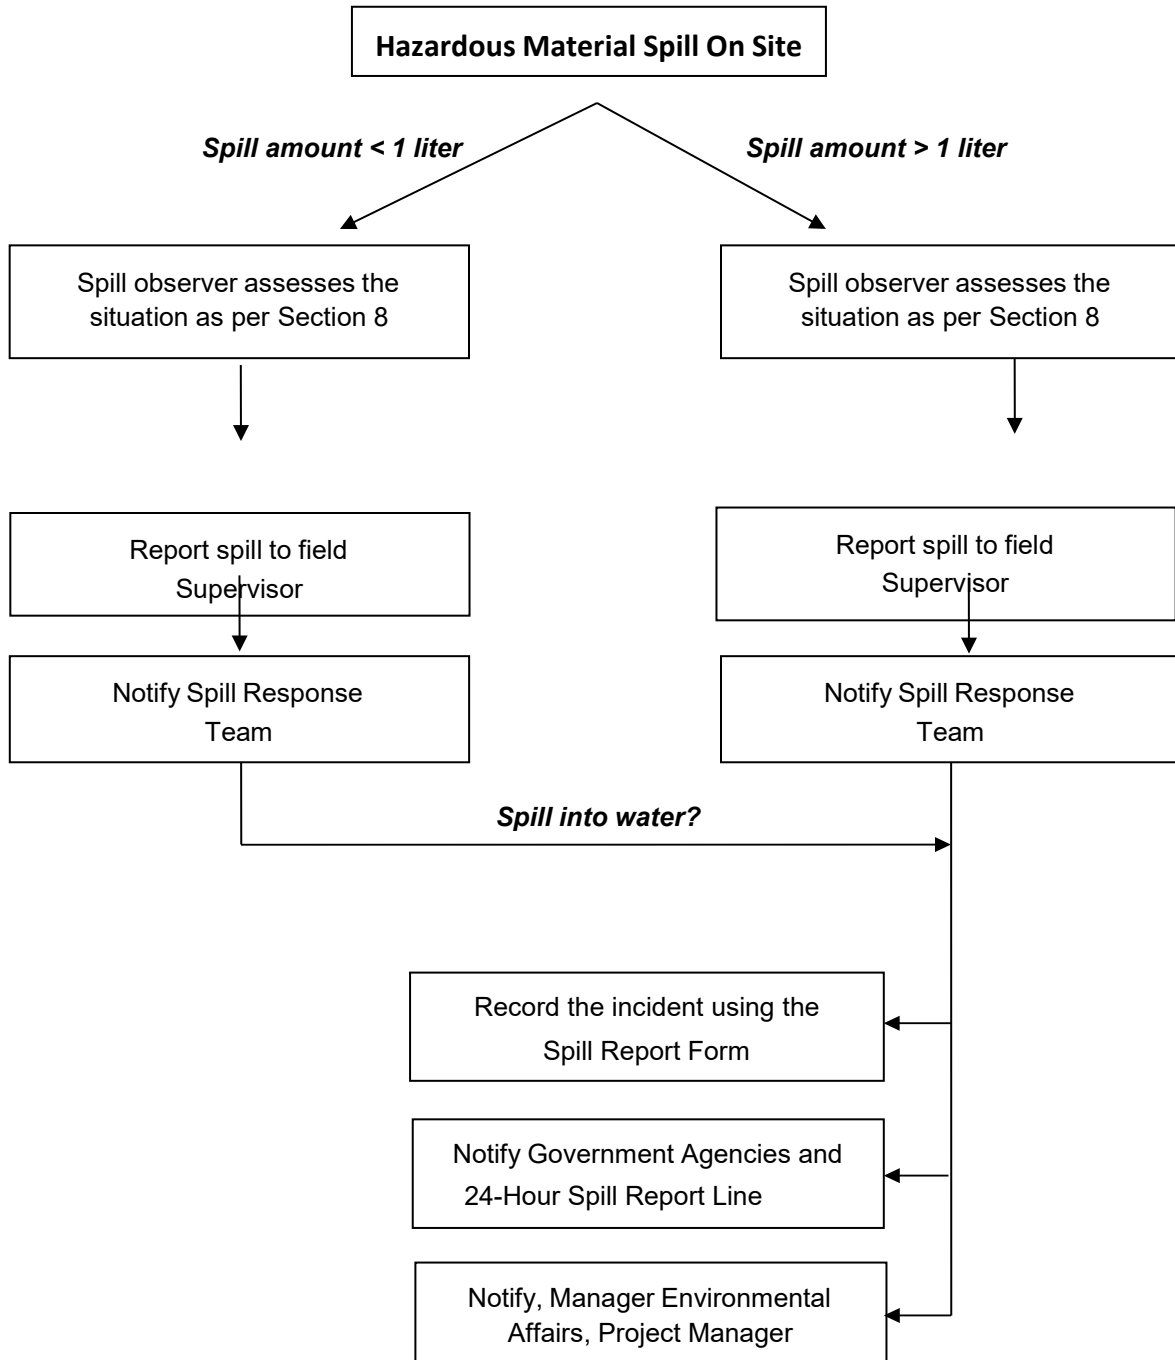 Hazardous Material Spill On Site
Spill amount < 1 liter
Spill amount > 1 liter
Spill observer assesses the
situation as per Section 8
Spill observer assesses the
situation as per Section 8
Report spill to field
Supervisor
Report spill to field
Supervisor
Notify Spill Response
Team
Notify Spill Response
Team
Spill into water?
Record the incident using the
Spill Report Form
Notify Government Agencies and
24-Hour Spill Report Line
Notify, Manager Environmental
Affairs, Project Manager